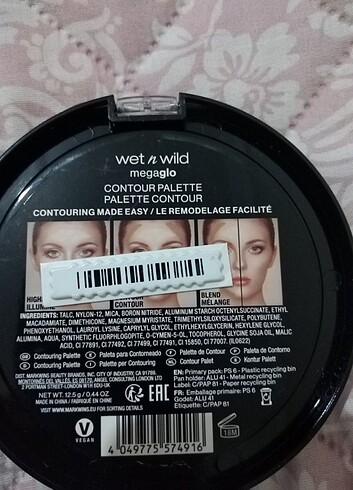 wet n wild
megaglo
CONTOUR PALETTE
PALETTE CONTOUR
CONTOURING MADE EASY / LE REMODELAGE FACILITÉ
CONTOUR
BLEND
MÉLANGE
INGREDIENTS: TALC, NYLON-12, MICA, BORON NITRIDE, ALUMINUM STARCH OCTENYLSUCCINATE, ETHYL
MACADAMIATE, DIMETHICONE, MAGNESIUM MYRISTATE, TRIMETHYLSILOXYSILICATE, POLYBUTENE,
PHENOXYETHANOL, LAUROYL LYSINE, CAPRYLYL GLYCOL, ETHYLHEXYLGLYCERIN, HEXYLENE GLYCOL,
ALUMINA, AQUA, SYNTHETIC FLUORPHLOGOPITE, O-CYMEN-5-OL, TOCOPHEROL, GLYCINE SOJA OIL, MALIC
ACID, CI 77891, CI 77492, CI 77499, CI 77491, CI 15850, CI 77007. (IL0622)
Contouring Palette
Paleta para Contorneado
Palette de Contour
Contouring Palette
Palette per Contouring
Paleta de Contorno
Kontur Palett
DIST. MARKWINS BEAUTY BRANDS, INC. CITY OF INDUSTRY, CA 91788.
NET WT. 12.5 g / 0.44 OZ
MADE IN CHINA / FABRIQUÉ EN CHINE
WWW.MARKWINS.EU FOR SORTING DETAILS
EN: Primary pack: PS 6 - Plastic recycling bin
Pan holder: ALU 41 - Metal recycling bin
Label: C/PAP 81 - Paper recycling bin
FR: Emballage primaire: PS 6
Godet: ALU 41
Etiquette: C/PAP 81
V
VEGAN
4 049775 574916
18M